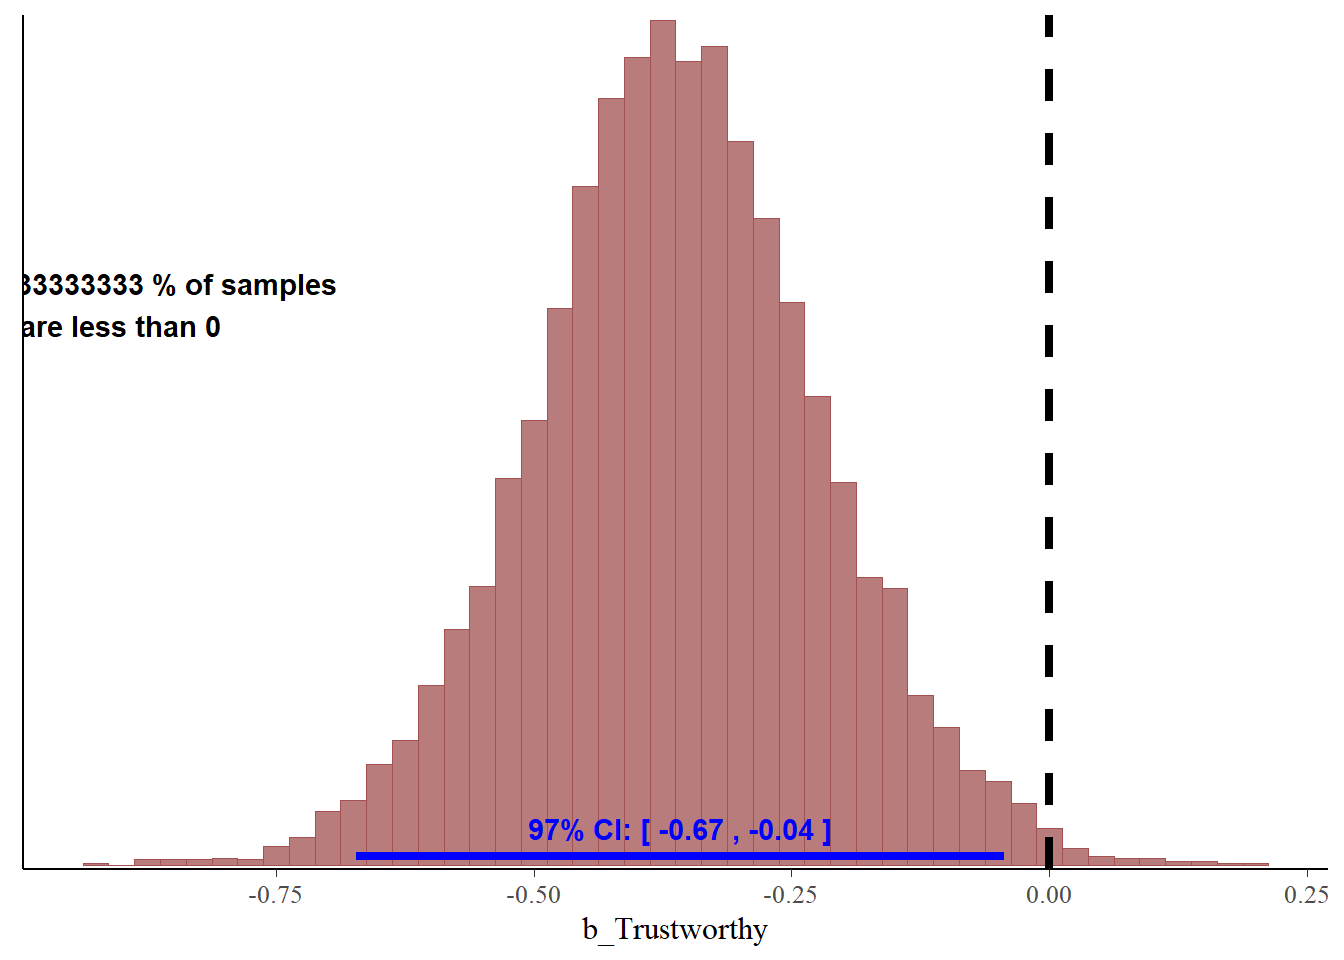 33333333 % of samples
are less than 0
97% CI: [ -0.67 , -0.04 ]
-0.75 -0.50 -0.25 0.00 0.25
b_Trustworthy